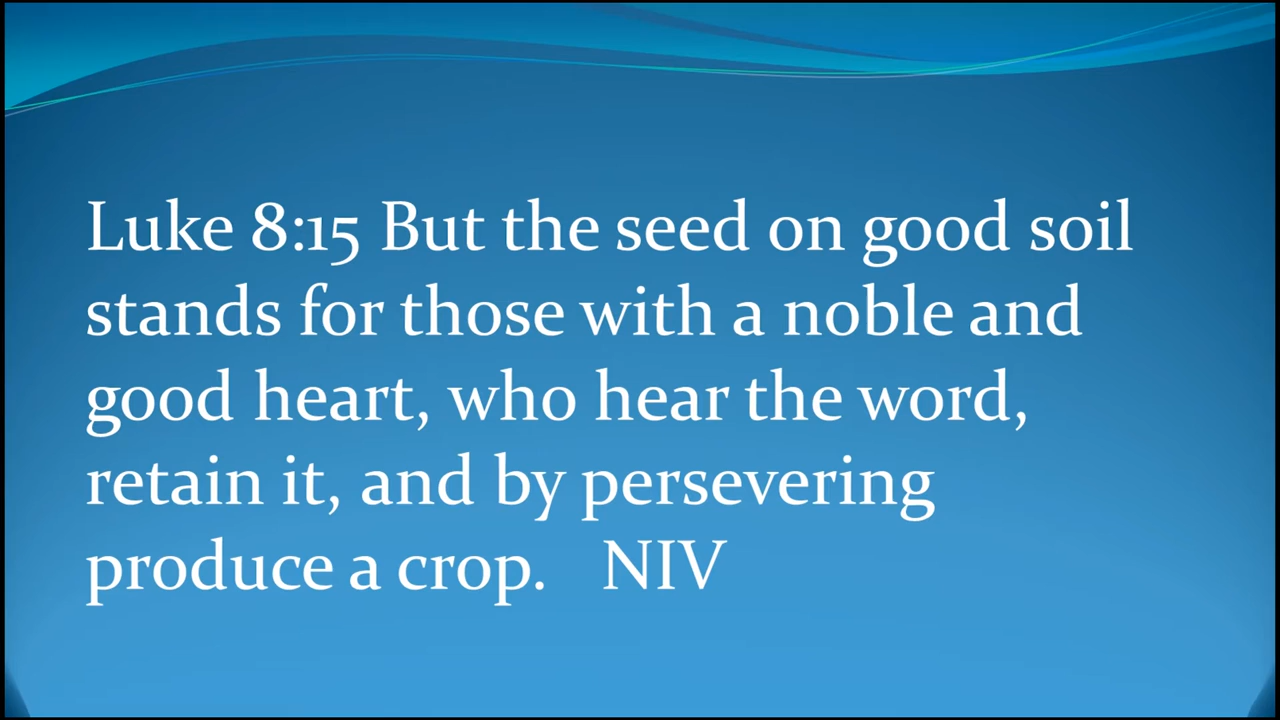 Luke 8:15 But the seed on good soil
stands for those with a noble and
good heart, who hear the word,
retain it, and by persevering
produce a crop. NIV